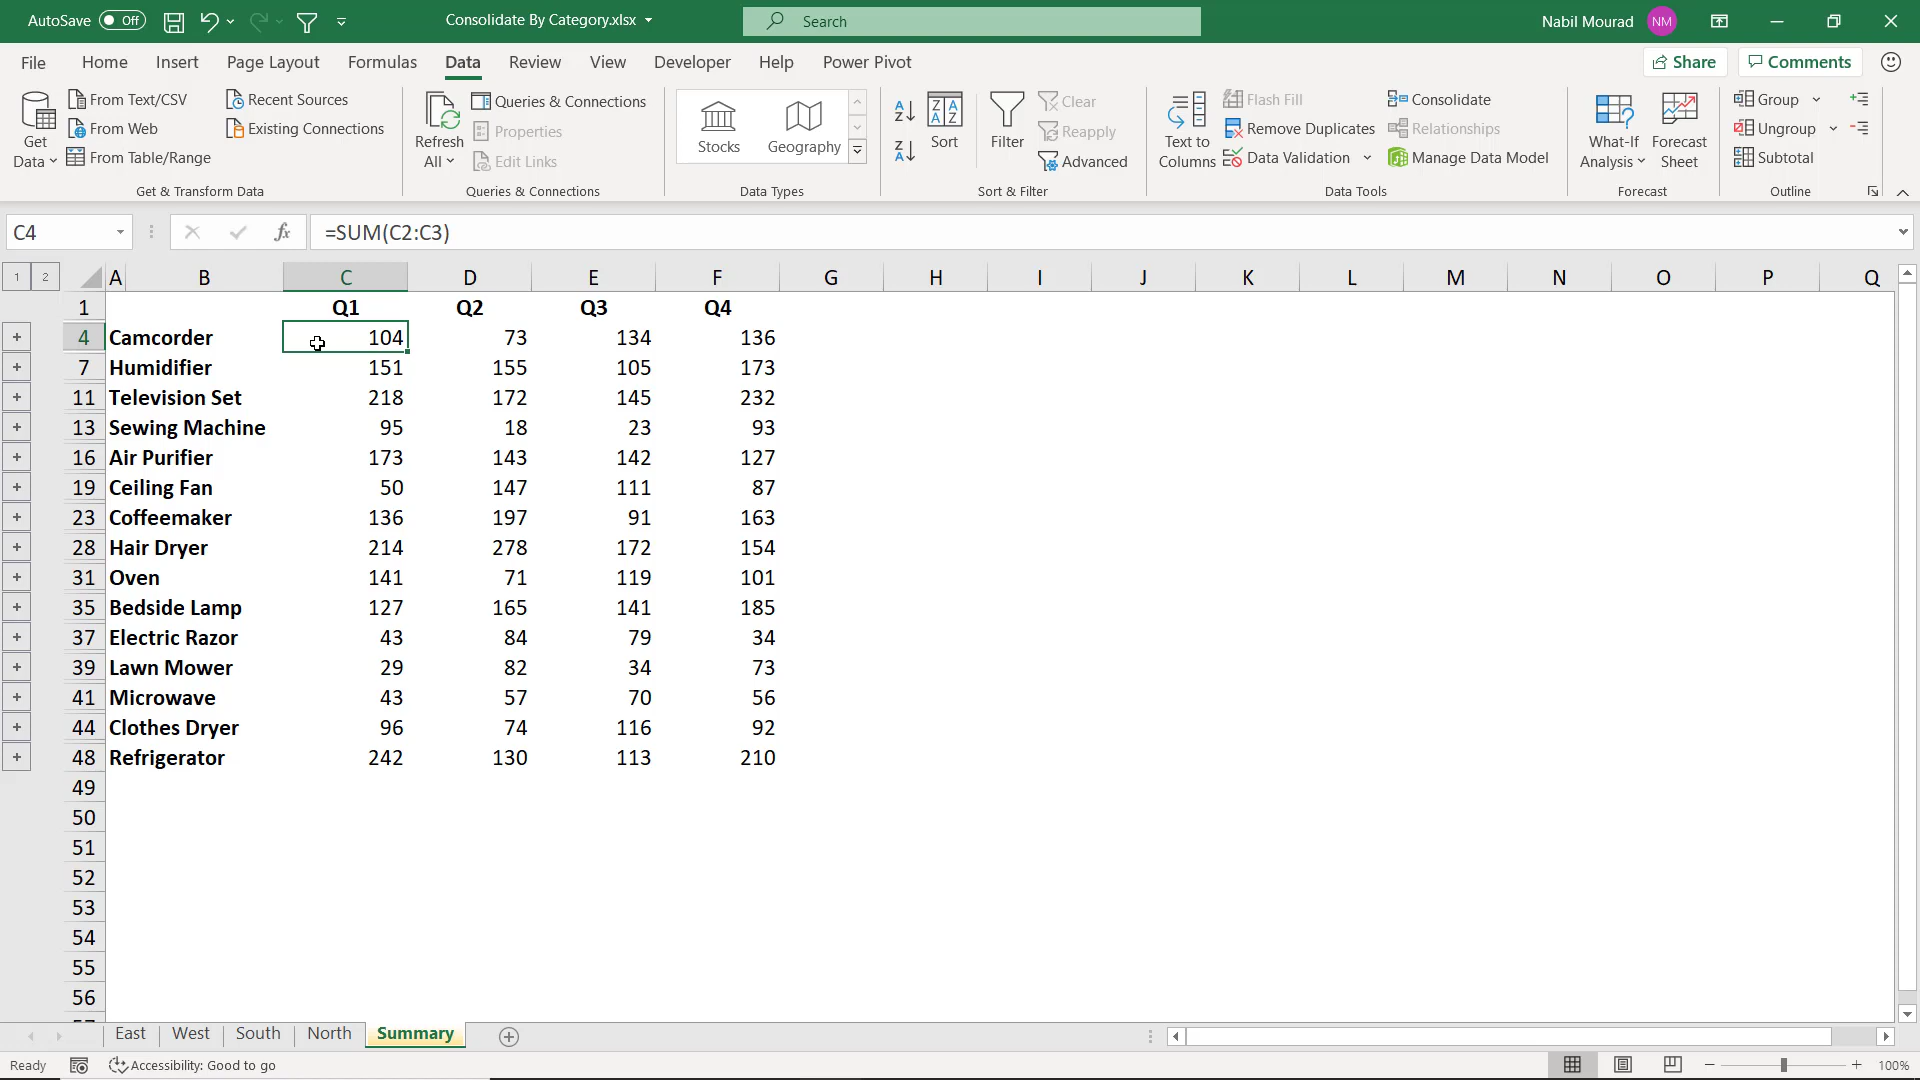 AutoSave Off Consolidate By Category.xlsx Search Nabil Mourad NM
File Home Insert Page Layout Formulas Data Review View Developer Help Power Pivot Share Comments
Get Data
From Text/CSV
From Web
From Table/Range
Recent Sources
Existing Connections
Get & Transform Data
Refresh All
Queries & Connections
Properties
Edit Links
Queries & Connections
Stocks Geography
Data Types
Sort
Filter
Clear
Reapply
Advanced
Sort & Filter
Text to Columns
Flash Fill
Remove Duplicates
Data Validation
Consolidate
Relationships
Manage Data Model
Data Tools
What-If Analysis
Forecast Sheet
Forecast
Group
Ungroup
Subtotal
Outline
C4 fx =SUM(C2:C3)
1 2 A B C D E F G H I J K L M N O P Q
1 Q1 Q2 Q3 Q4
4 Camcorder 104 73 134 136
7 Humidifier 151 155 105 173
11 Television Set 218 172 145 232
13 Sewing Machine 95 18 23 93
16 Air Purifier 173 143 142 127
19 Ceiling Fan 50 147 111 87
23 Coffeemaker 136 197 91 163
28 Hair Dryer 214 278 172 154
31 Oven 141 71 119 101
35 Bedside Lamp 127 165 141 185
37 Electric Razor 43 84 79 34
39 Lawn Mower 29 82 34 73
41 Microwave 43 57 70 56
44 Clothes Dryer 96 74 116 92
48 Refrigerator 242 130 113 210
49
50
51
52
53
54
55
56
East West South North Summary
Ready Accessibility: Good to go 100%